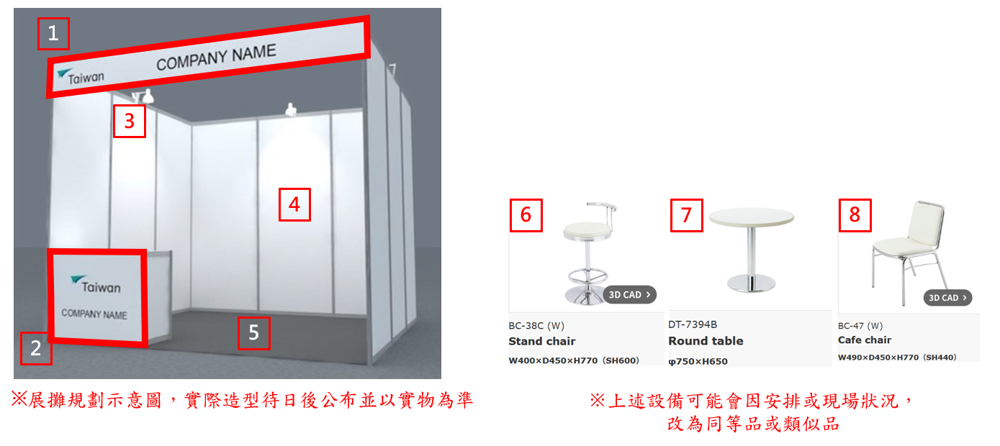 1
Taiwan COMPANY NAME
3
4
Taiwan
COMPANY NAME
2
5
※展攤規劃示意圖，實際造型待日後公布並以實物為準
6
3D CAD >
BC-38C (W)
Stand chair
W400×D450×H770（SH600）
7
DT-7394B
Round table
φ750×H650
8
3D CAD >
BC-47 (W)
Cafe chair
W490×D450×H770（SH440）
※上述設備可能會因安排或現場狀況，
改為同等品或類似品